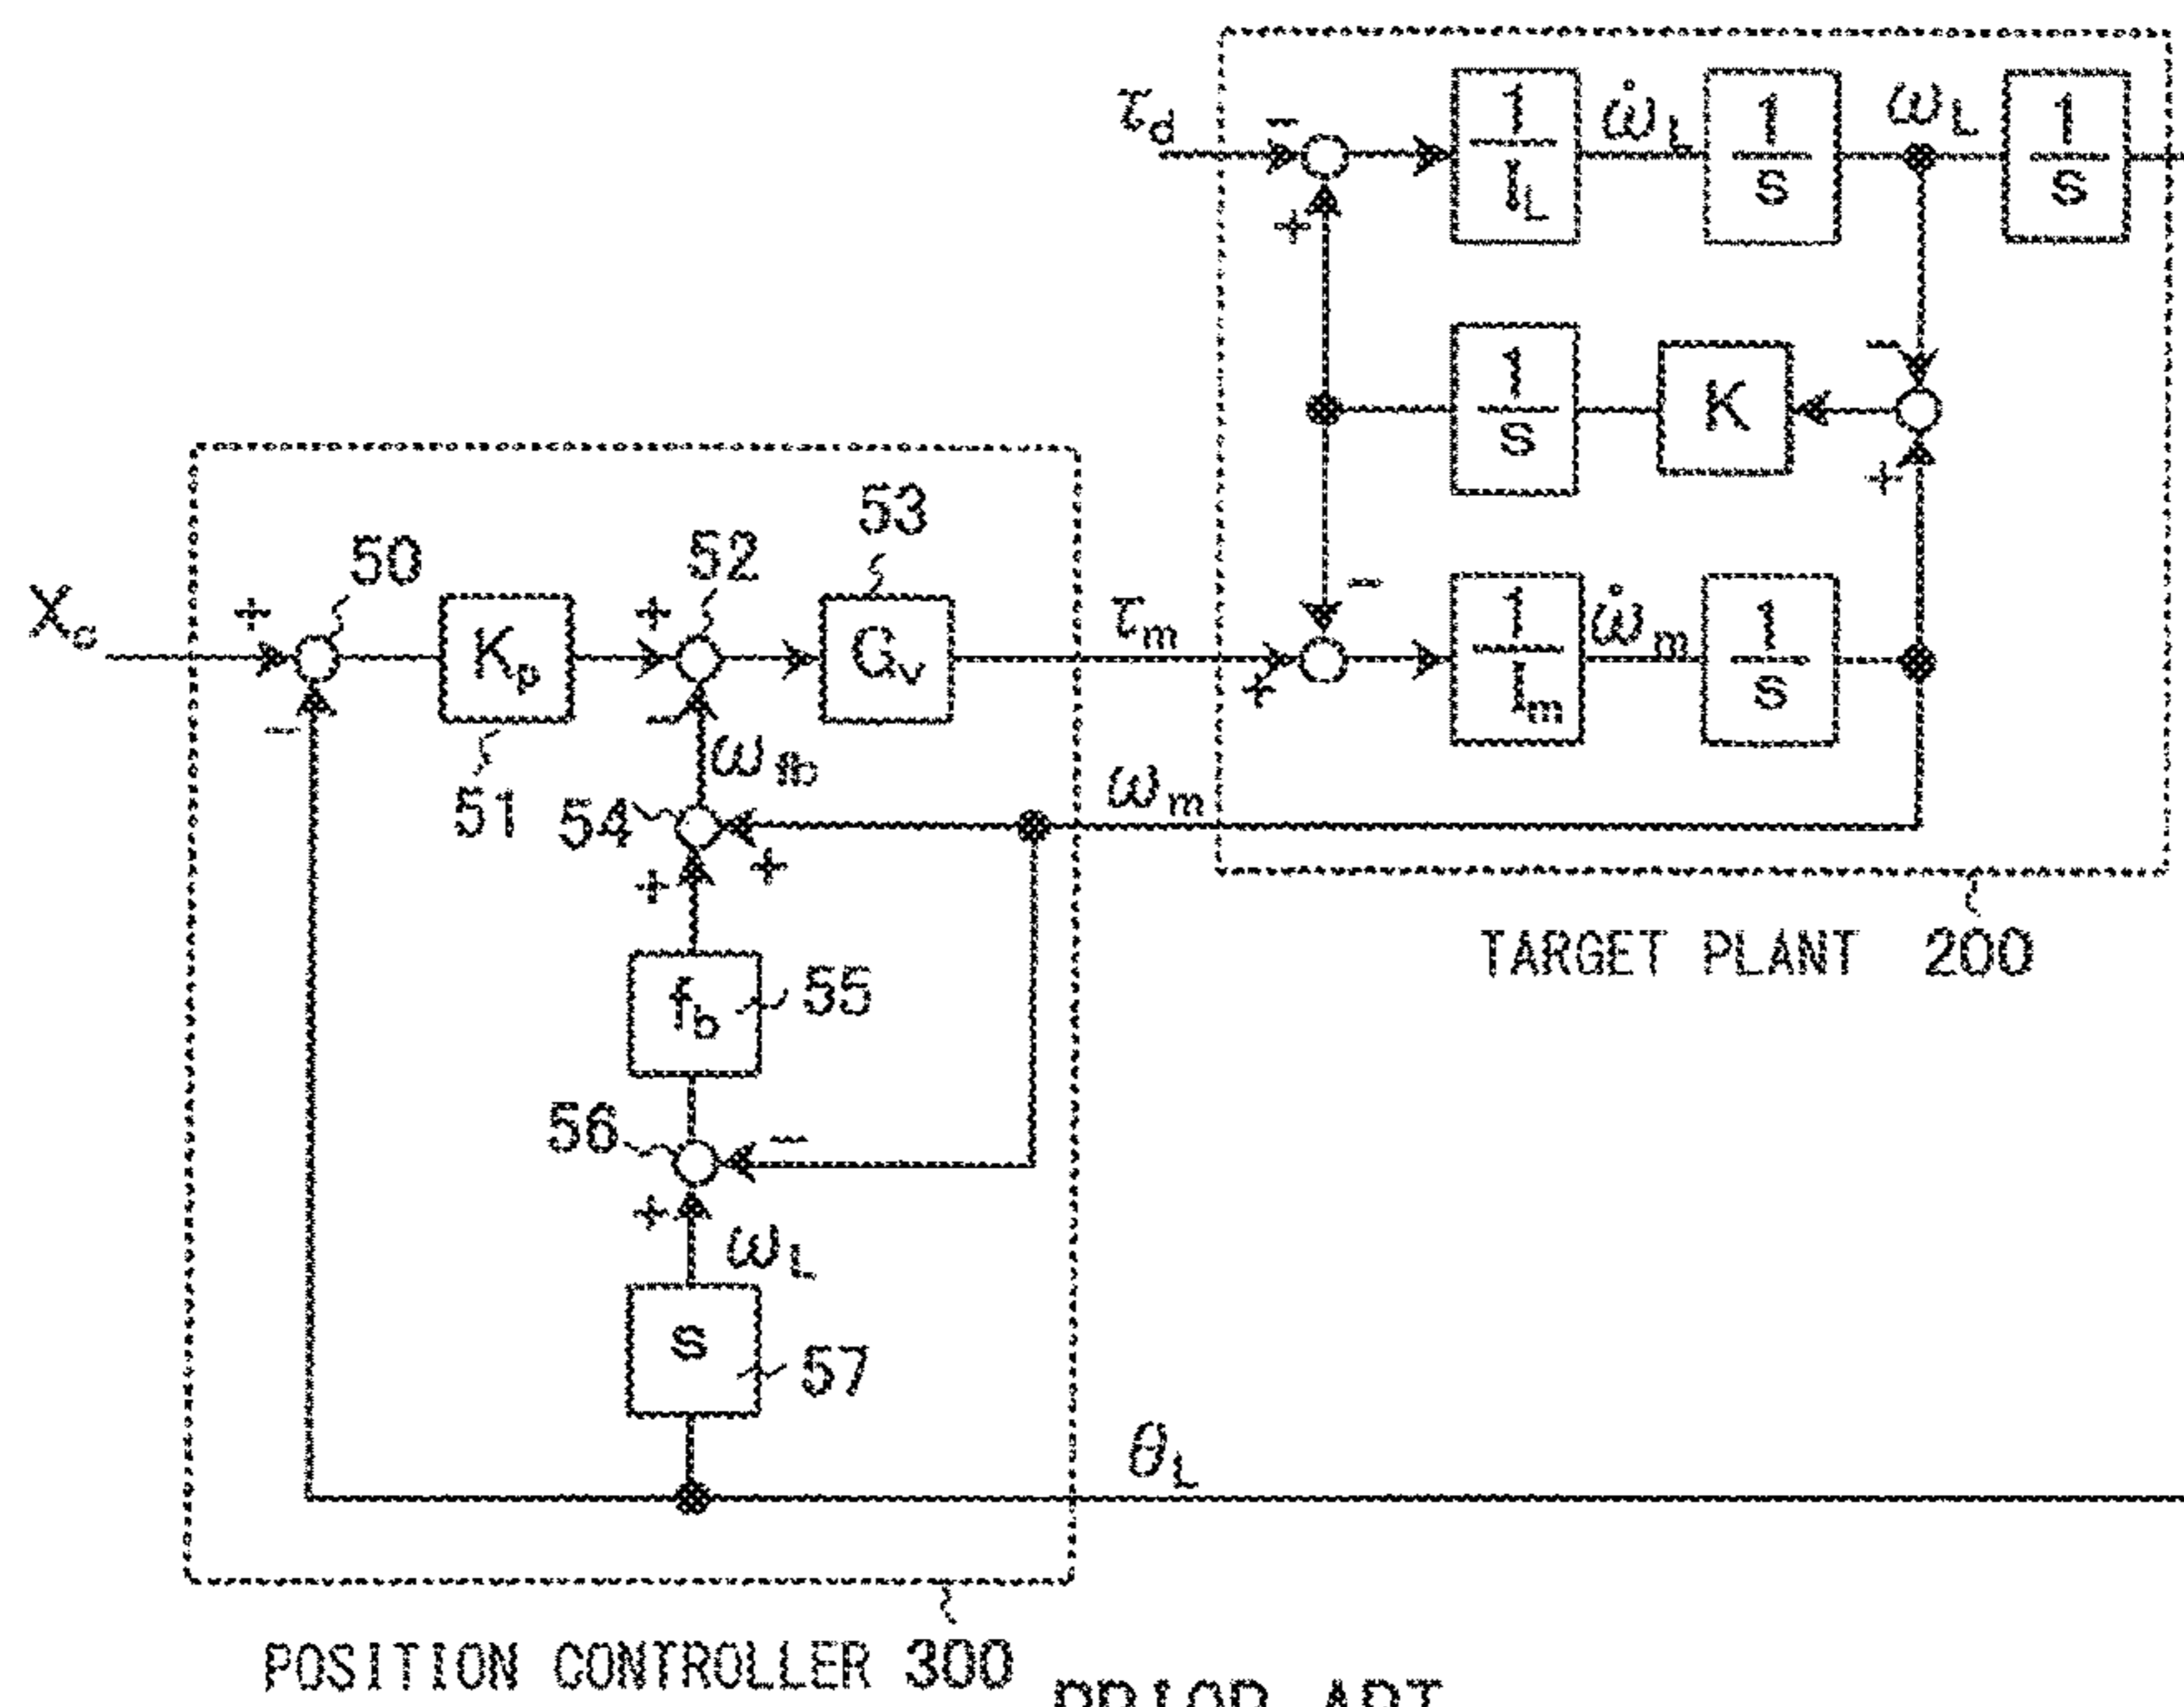 τd
-
1
IL
ω̇L
1
s
ωL
1
s
+
-
1
s
K
+
Xc
+
50
-
Kp
51
+
52
-
53
Gv
τm
+
-
1
Im
ω̇m
1
s
ωfb
54
+
+
ωm
fb
55
56
-
+
ωL
s
57
θL
TARGET PLANT 200
POSITION CONTROLLER 300
PRIOR ART